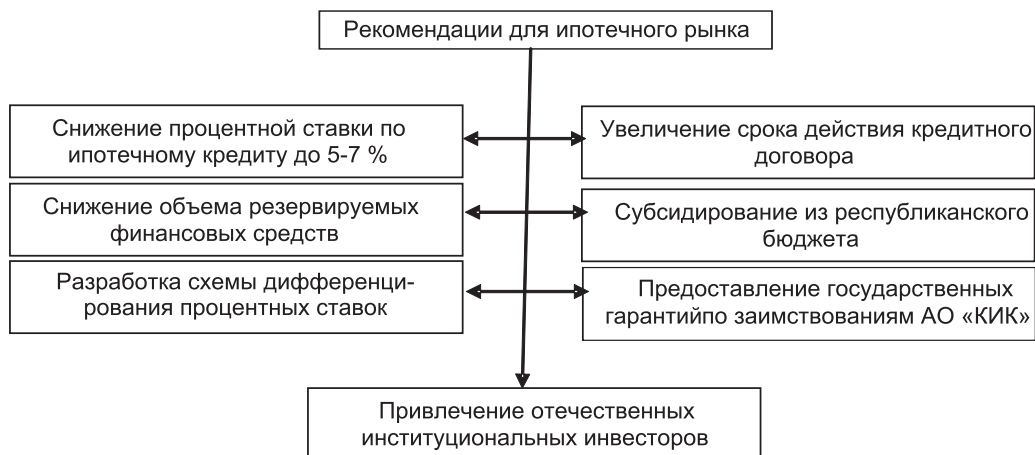 Рекомендации для ипотечного рынка
Снижение процентной ставки по
ипотечному кредиту до 5-7 %
Увеличение срока действия кредитного
договора
Снижение объема резервируемых
финансовых средств
Субсидирование из республиканского
бюджета
Разработка схемы дифференци-
рования процентных ставок
Предоставление государственных
гарантийпо заимствованиям АО «КИК»
Привлечение отечественных
институциональных инвесторов